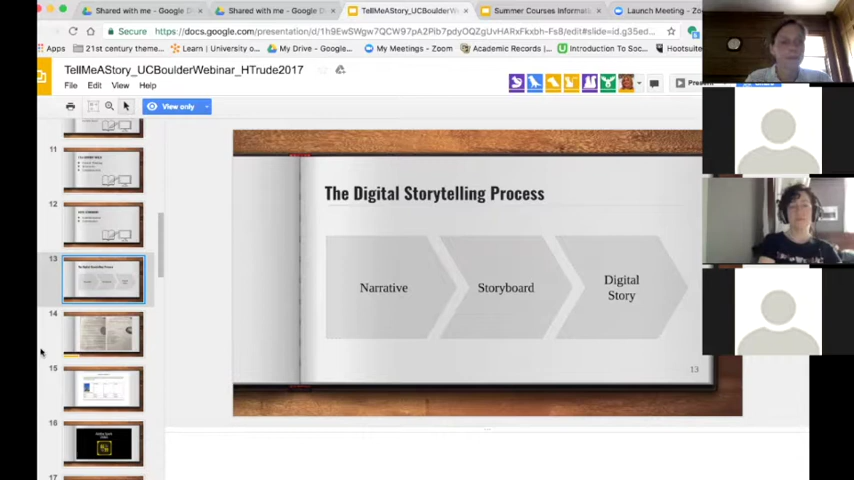 Shared with me - Google D
Shared with me - Google D
TellMeAStory_UCBoulderWe
Summer Courses Informati
Launch Meeting - Zo
Secure
https://docs.google.com/presentation/d/1h9EwSWgw7QCW97pA2Pib7pdyOQZgUvHARxFkxbh-Fs8/edit#slide=id.g35ed...
Apps
21st century theme...
Learn | University o
My Drive - Google...
My Meetings - Zoom
Academic Records |
Introduction To Soc
Hootsuite
TellMeAStory_UCBoulderWebinar_HTrude2017
File Edit View Help
Present
View only
11
12
13
14
15
16
17
The Digital Storytelling Process
Narrative
Storyboard
Digital
Story
13